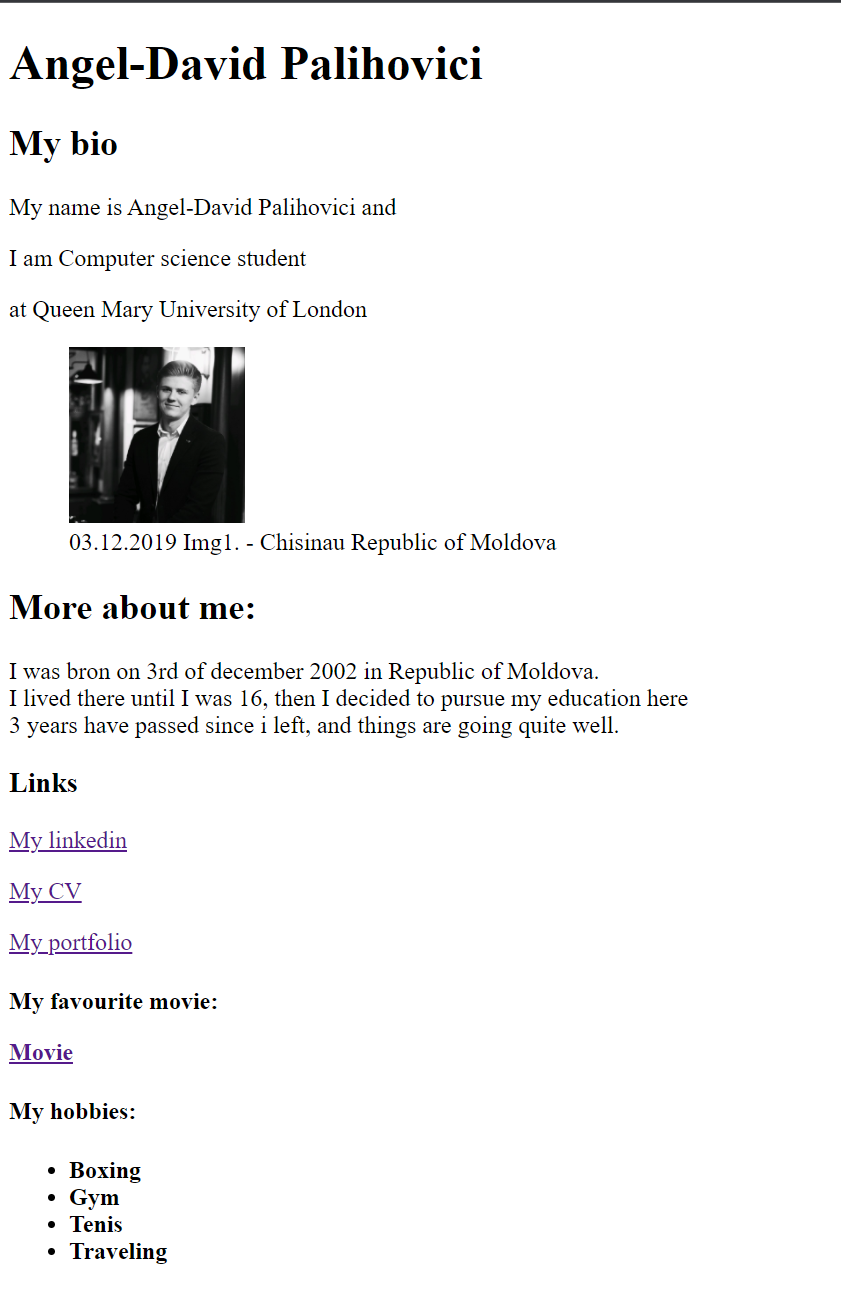 Angel-David Palihovici
My bio
My name is Angel-David Palihovici and
I am Computer science student
at Queen Mary University of London
03.12.2019 Img1. - Chisinau Republic of Moldova
More about me:
I was bron on 3rd of december 2002 in Republic of Moldova.
I lived there until I was 16, then I decided to pursue my education here
3 years have passed since i left, and things are going quite well.
Links
My linkedin
My CV
My portfolio
My favourite movie:
Movie
My hobbies:
• Boxing
• Gym
• Tenis
• Traveling